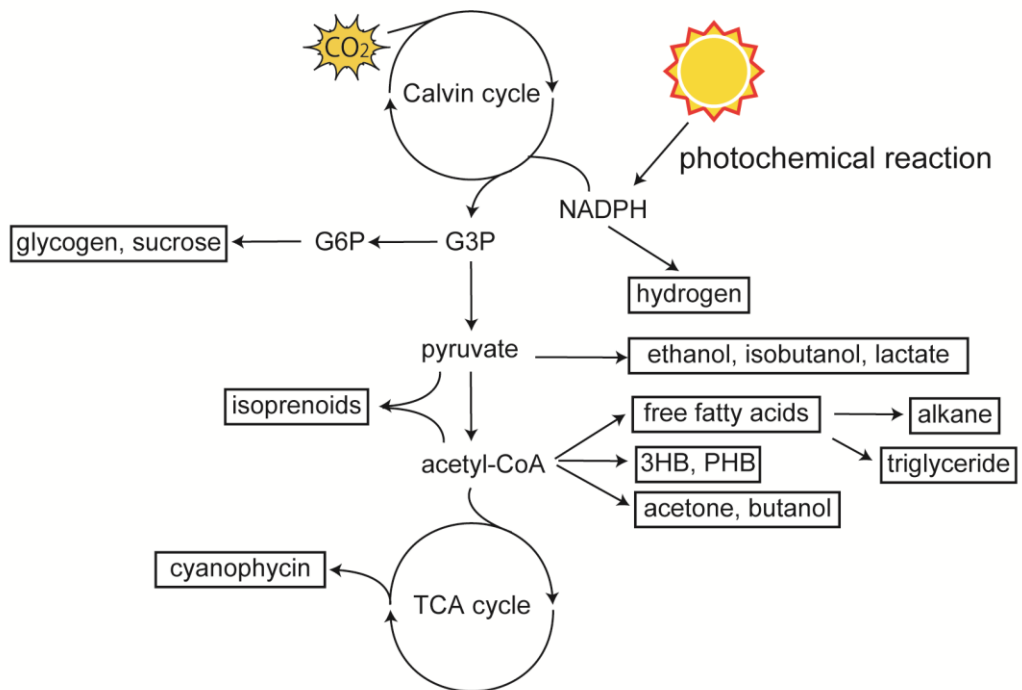 CO2
Calvin cycle
photochemical reaction
NADPH
glycogen, sucrose
G6P
G3P
hydrogen
pyruvate
ethanol, isobutanol, lactate
isoprenoids
free fatty acids
alkane
acetyl-CoA
3HB, PHB
triglyceride
acetone, butanol
cyanophycin
TCA cycle